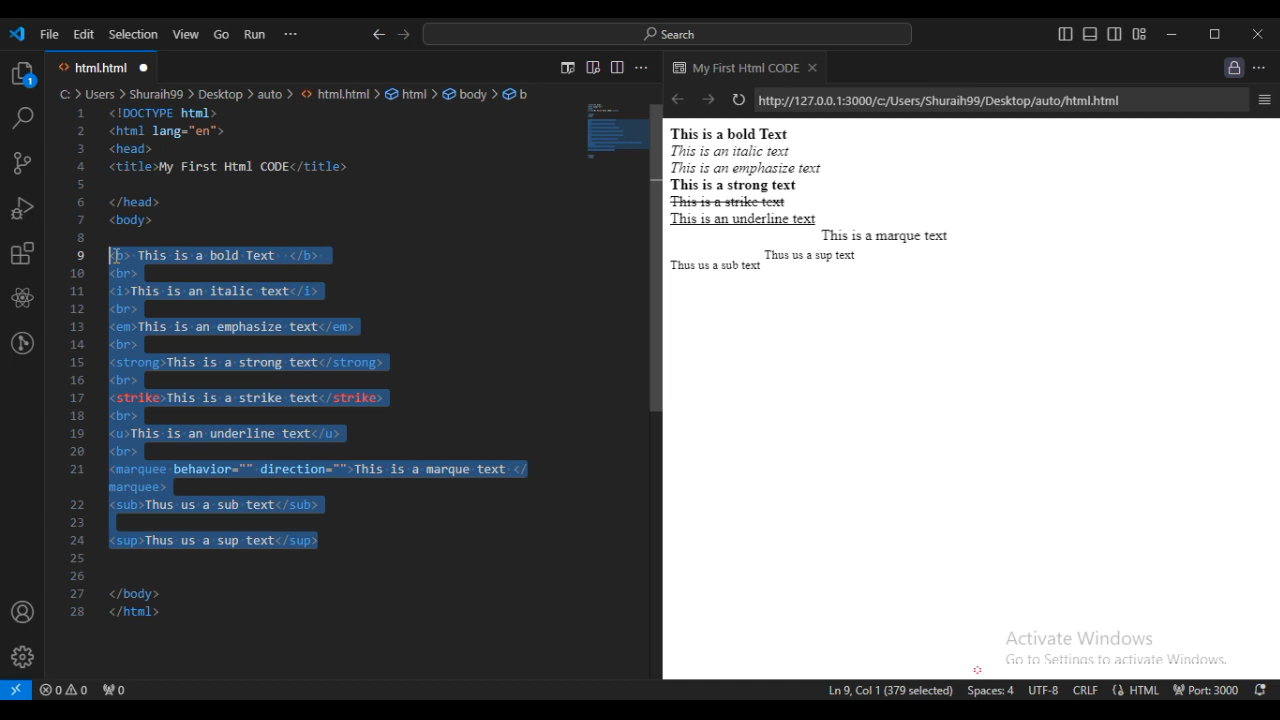 File Edit Selection View Go Run ··· Search
html.html
C: > Users > Shuraih99 > Desktop > auto > html.html > html > body > b
1 <!DOCTYPE html>
2 <html lang="en">
3 <head>
4 <title>My First Html CODE</title>
5
6 </head>
7 <body>
8
9 <b> This is a bold Text </b>
10 <br>
11 <i>This is an italic text</i>
12 <br>
13 <em>This is an emphasize text</em>
14 <br>
15 <strong>This is a strong text</strong>
16 <br>
17 <strike>This is a strike text</strike>
18 <br>
19 <u>This is an underline text</u>
20 <br>
21 <marquee behavior="" direction="">This is a marque text </
marquee>
22 <sub>Thus us a sub text</sub>
23
24 <sup>Thus us a sup text</sup>
25
26
27 </body>
28 </html>
1
My First Html CODE
http://127.0.0.1:3000/c:/Users/Shuraih99/Desktop/auto/html.html
This is a bold Text
This is an italic text
This is an emphasize text
This is a strong text
This is a strike text
This is an underline text
This is a marque text
Thus us a sub text Thus us a sup text
Activate Windows
Go to Settings to activate Windows.
0 0 0 Ln 9, Col 1 (379 selected) Spaces: 4 UTF-8 CRLF HTML Port: 3000